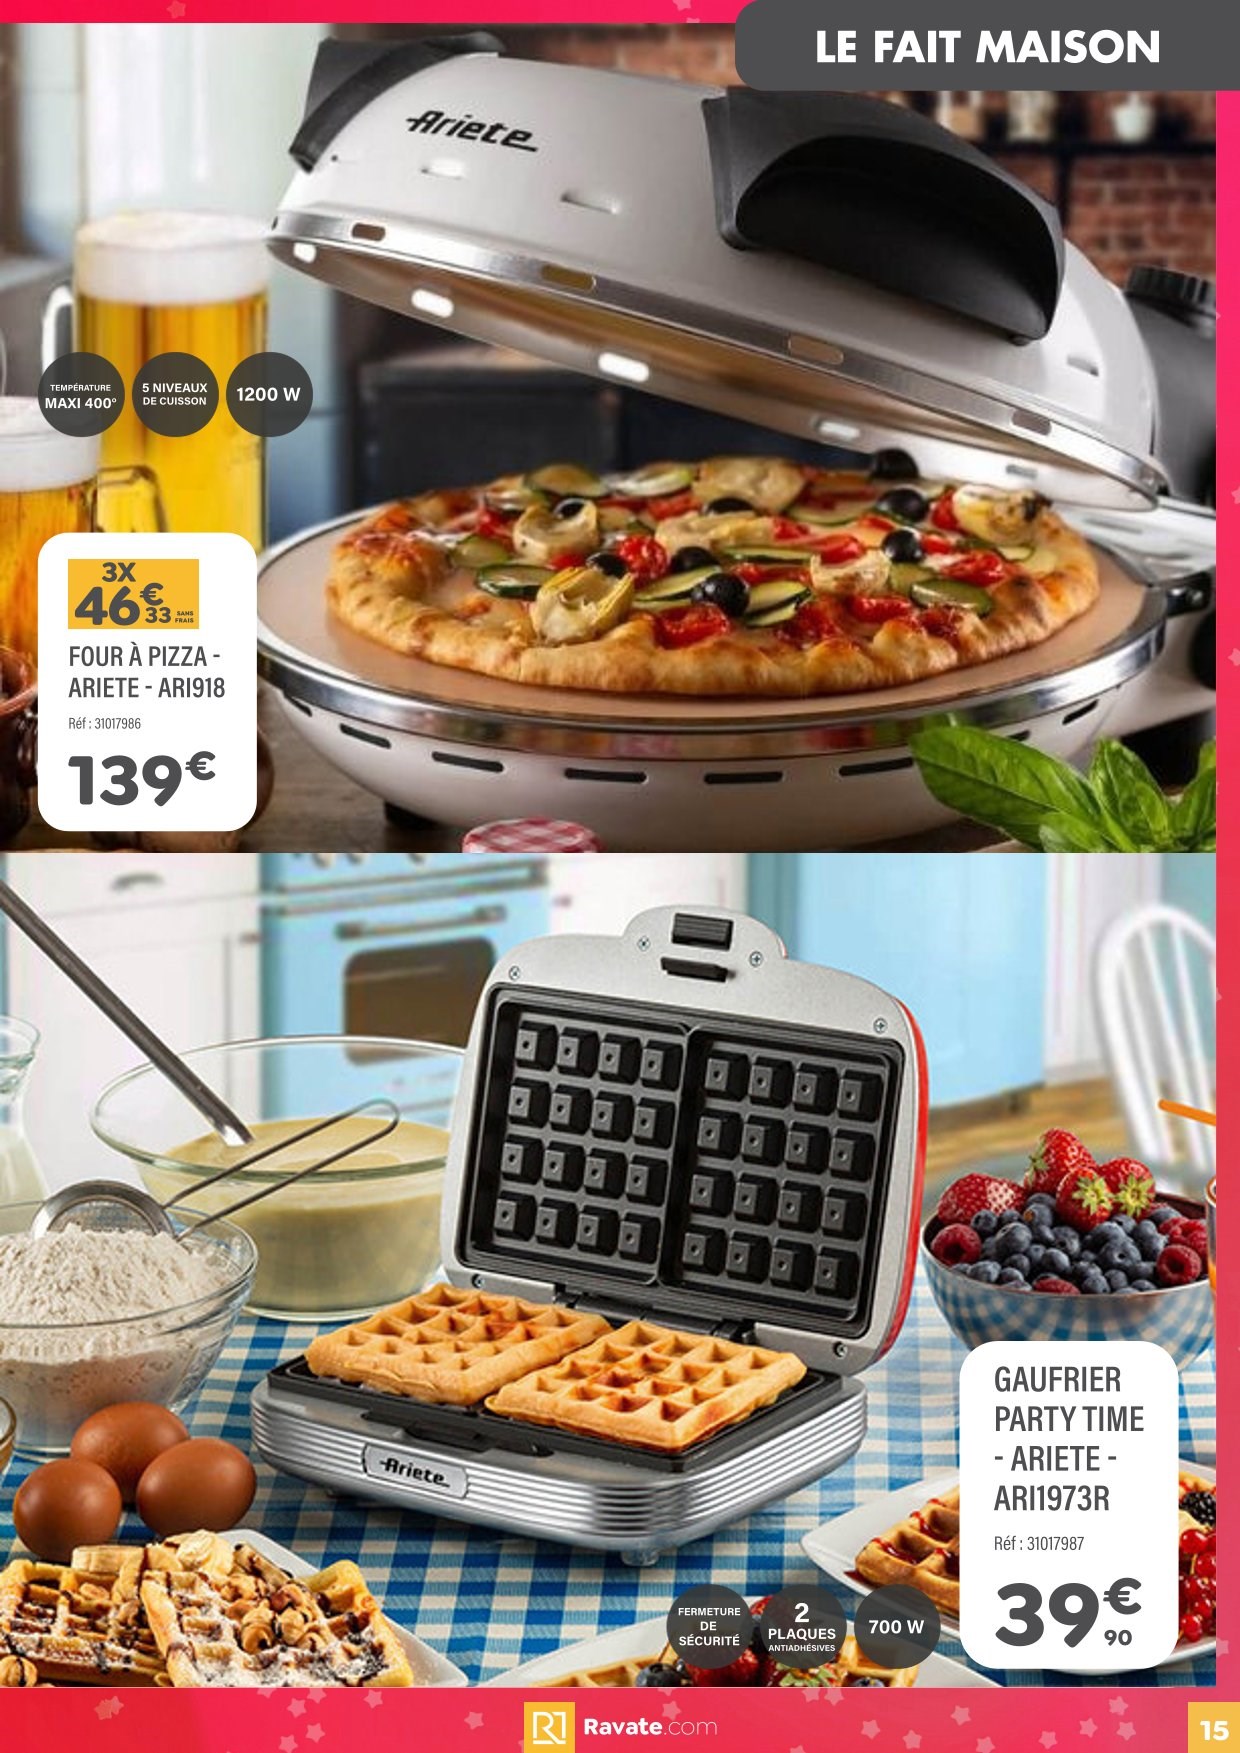 LE FAIT MAISON
Ariete
TEMPÉRATURE
MAXI 400°
5 NIVEAUX
DE CUISSON
1200 W
3X
46€33 SANS FRAIS
FOUR À PIZZA -
ARIETE - ARI918
Réf : 31017986
139€
Ariete
GAUFRIER
PARTY TIME
- ARIETE -
ARI1973R
Réf : 31017987
39€90
FERMETURE
DE
SÉCURITÉ
2
PLAQUES
ANTIADHÉSIVES
700 W
Ravate.com
15